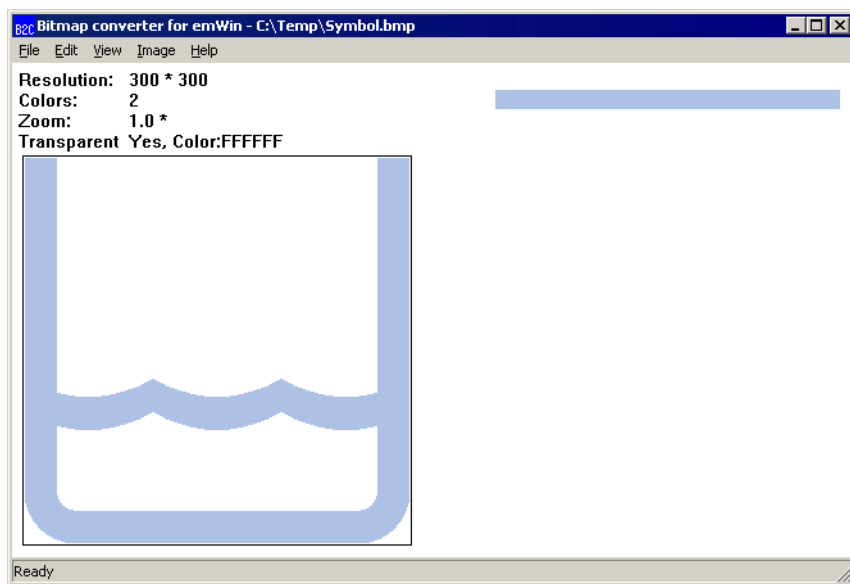 B2C Bitmap converter for emWin - C:\Temp\Symbol.bmp
File Edit View Image Help
Resolution: 300 * 300
Colors: 2
Zoom: 1.0 *
Transparent Yes, Color:FFFFFF
Ready